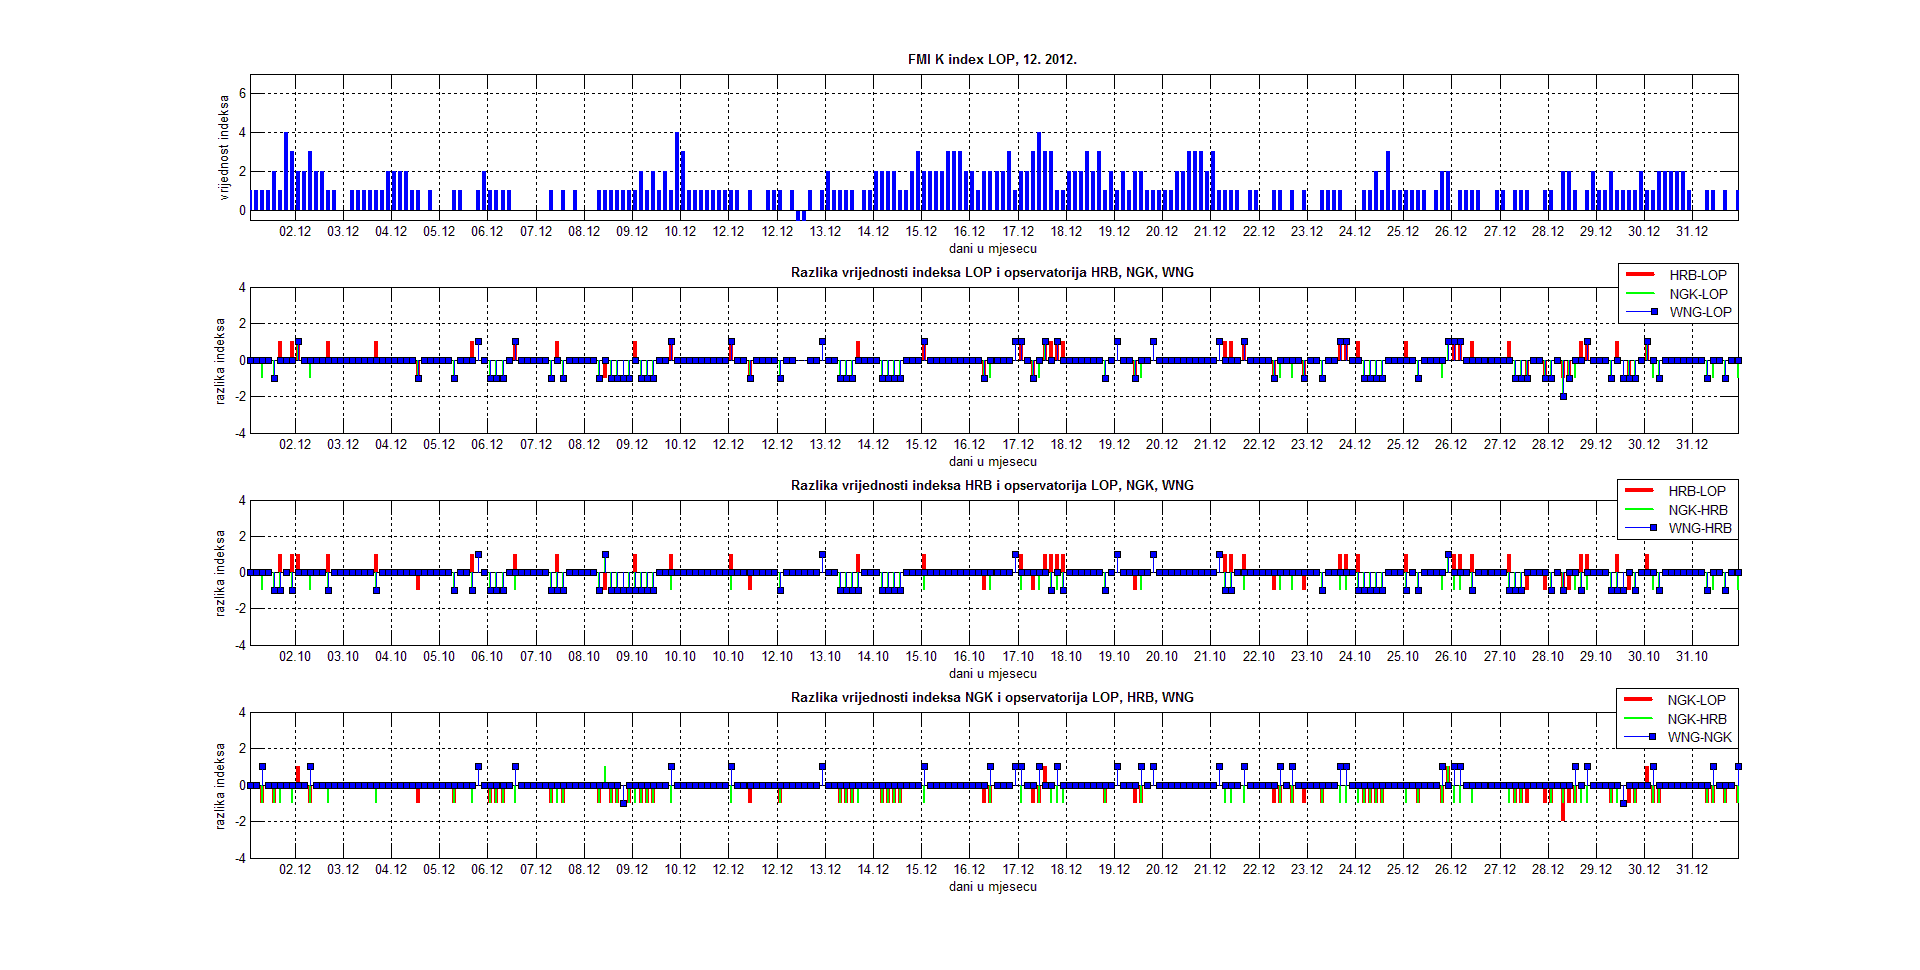 FMI K index LOP, 12. 2012.
vrijednost indeksa
6
4
2
0
02.12 03.12 04.12 05.12 06.12 07.12 08.12 09.12 10.12 12.12 12.12 13.12 14.12 15.12 16.12 17.12 18.12 19.12 20.12 21.12 22.12 23.12 24.12 25.12 26.12 27.12 28.12 29.12 30.12 31.12
dani u mjesecu
Razlika vrijednosti indeksa LOP i opservatorija HRB, NGK, WNG
HRB-LOP
NGK-LOP
WNG-LOP
razlika indeksa
4
2
0
-2
-4
02.12 03.12 04.12 05.12 06.12 07.12 08.12 09.12 10.12 12.12 12.12 13.12 14.12 15.12 16.12 17.12 18.12 19.12 20.12 21.12 22.12 23.12 24.12 25.12 26.12 27.12 28.12 29.12 30.12 31.12
dani u mjesecu
Razlika vrijednosti indeksa HRB i opservatorija LOP, NGK, WNG
HRB-LOP
NGK-HRB
WNG-HRB
razlika indeksa
4
2
0
-2
-4
02.10 03.10 04.10 05.10 06.10 07.10 08.10 09.10 10.10 12.10 12.10 13.10 14.10 15.10 16.10 17.10 18.10 19.10 20.10 21.10 22.10 23.10 24.10 25.10 26.10 27.10 28.10 29.10 30.10 31.10
dani u mjesecu
Razlika vrijednosti indeksa NGK i opservatorija LOP, HRB, WNG
NGK-LOP
NGK-HRB
WNG-NGK
razlika indeksa
4
2
0
-2
-4
02.12 03.12 04.12 05.12 06.12 07.12 08.12 09.12 10.12 12.12 12.12 13.12 14.12 15.12 16.12 17.12 18.12 19.12 20.12 21.12 22.12 23.12 24.12 25.12 26.12 27.12 28.12 29.12 30.12 31.12
dani u mjesecu